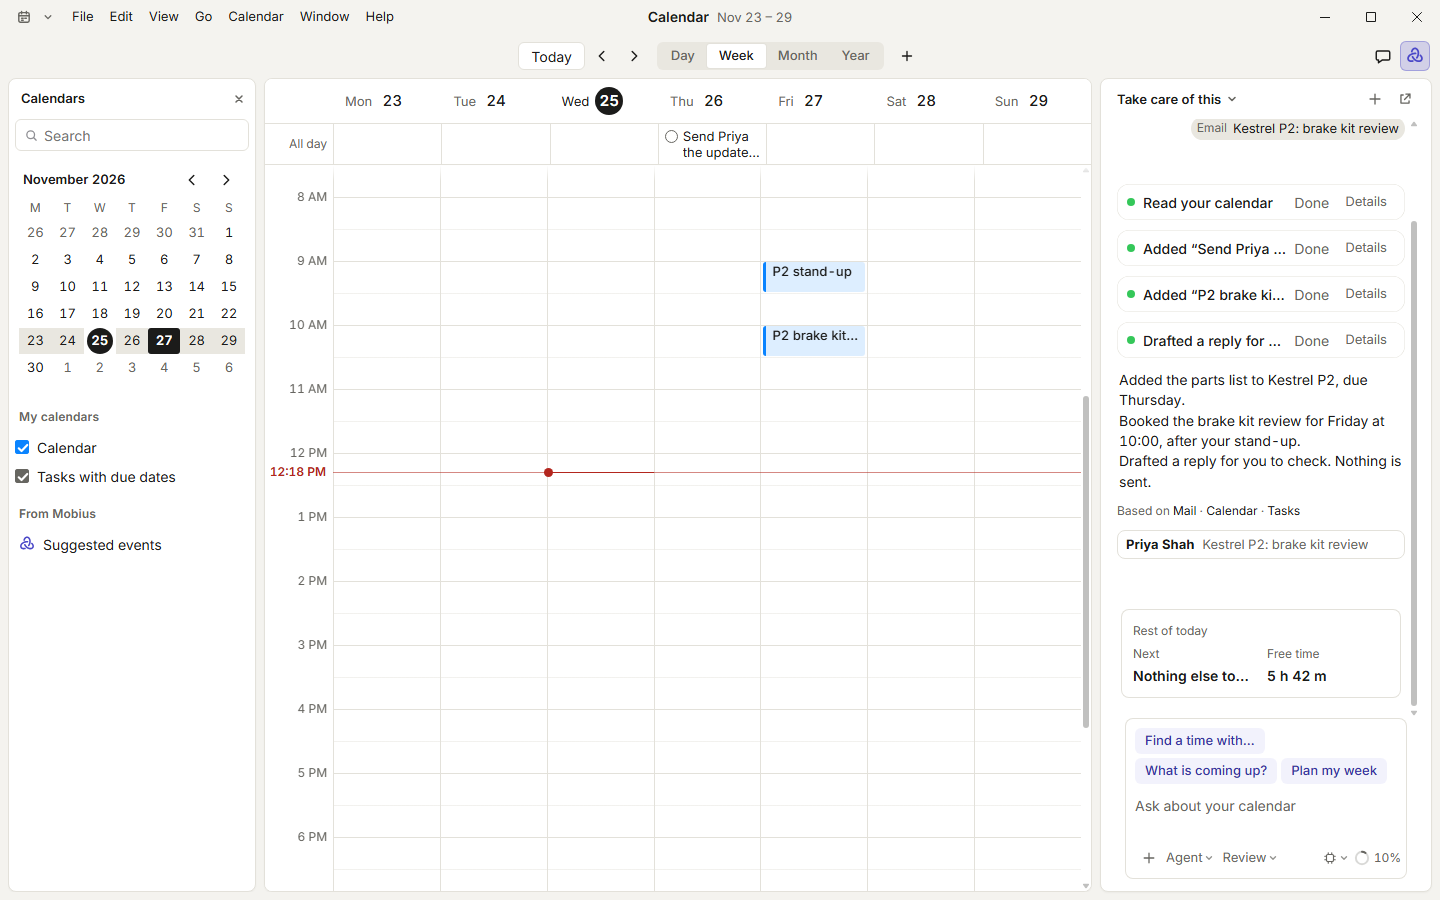 File Edit View Go Calendar Window Help
Calendar Nov 23 – 29
Today
Day Week Month Year
Calendars
Search
November 2026
M T W T F S S
26 27 28 29 30 31 1
2 3 4 5 6 7 8
9 10 11 12 13 14 15
16 17 18 19 20 21 22
23 24 25 26 27 28 29
30 1 2 3 4 5 6
My calendars
Calendar
Tasks with due dates
From Mobius
Suggested events
Mon 23 Tue 24 Wed 25 Thu 26 Fri 27 Sat 28 Sun 29
All day
Send Priya
the update...
8 AM
9 AM
P2 stand-up
10 AM
P2 brake kit...
11 AM
12 PM
12:18 PM
1 PM
2 PM
3 PM
4 PM
5 PM
6 PM
Take care of this
Email Kestrel P2: brake kit review
Read your calendar Done Details
Added “Send Priya ... Done Details
Added “P2 brake ki... Done Details
Drafted a reply for ... Done Details
Added the parts list to Kestrel P2, due
Thursday.
Booked the brake kit review for Friday at
10:00, after your stand-up.
Drafted a reply for you to check. Nothing is
sent.
Based on Mail · Calendar · Tasks
Priya Shah Kestrel P2: brake kit review
Rest of today
Next Free time
Nothing else to... 5 h 42 m
Find a time with...
What is coming up? Plan my week
Ask about your calendar
Agent Review 10%